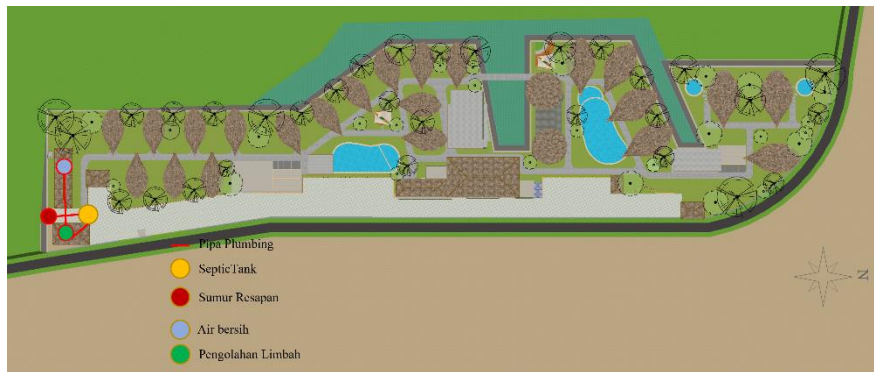 Pipa Plumbing
SepticTank
Sumur Resapan
Air bersih
Pengolahan Limbah
N